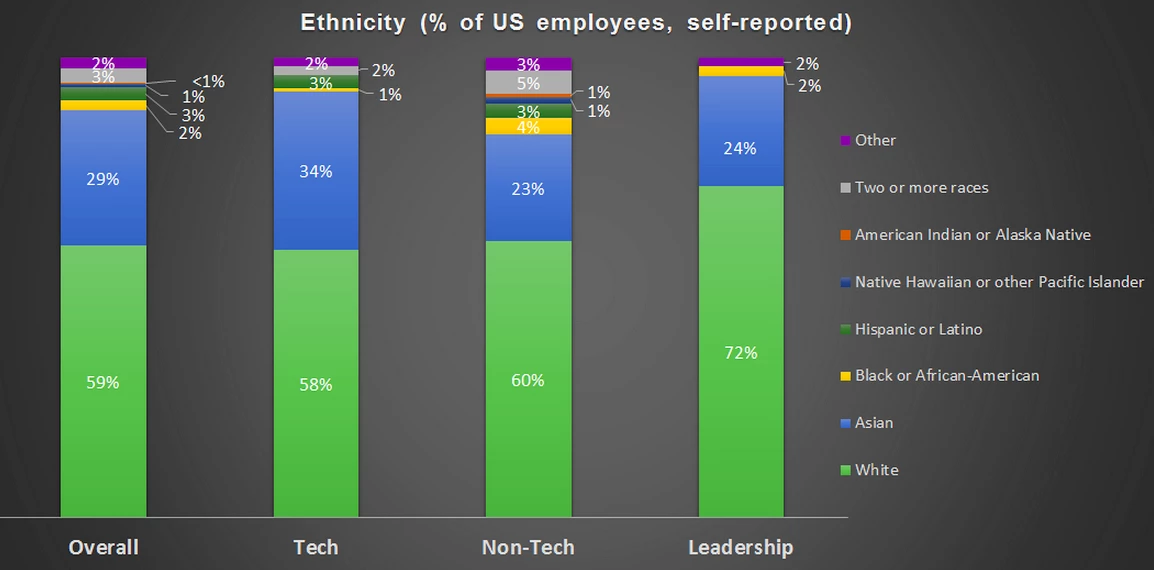 Ethnicity (% of US employees, self-reported)
2%
3%
<1%
1%
3%
2%
29%
59%
2%
2%
3%
1%
34%
58%
3%
5%
1%
1%
3%
4%
23%
60%
2%
2%
24%
72%
Other
Two or more races
American Indian or Alaska Native
Native Hawaiian or other Pacific Islander
Hispanic or Latino
Black or African-American
Asian
White
Overall
Tech
Non-Tech
Leadership